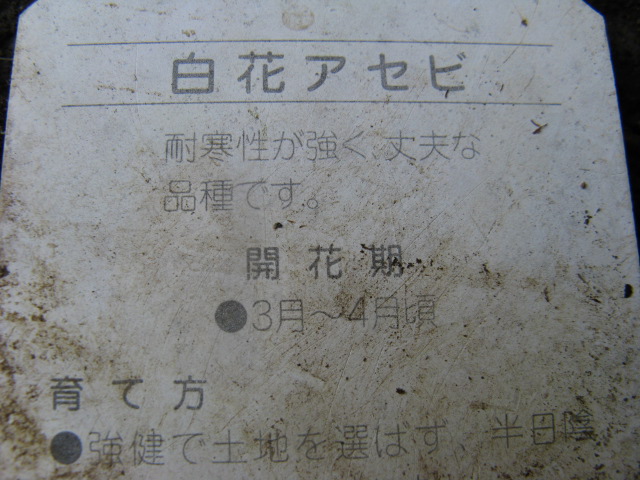 白花アセビ
耐寒性が強く、丈夫な
品種です。
開花期
●3月〜4月頃
育て方
●強健で土地を選ばず、半日陰